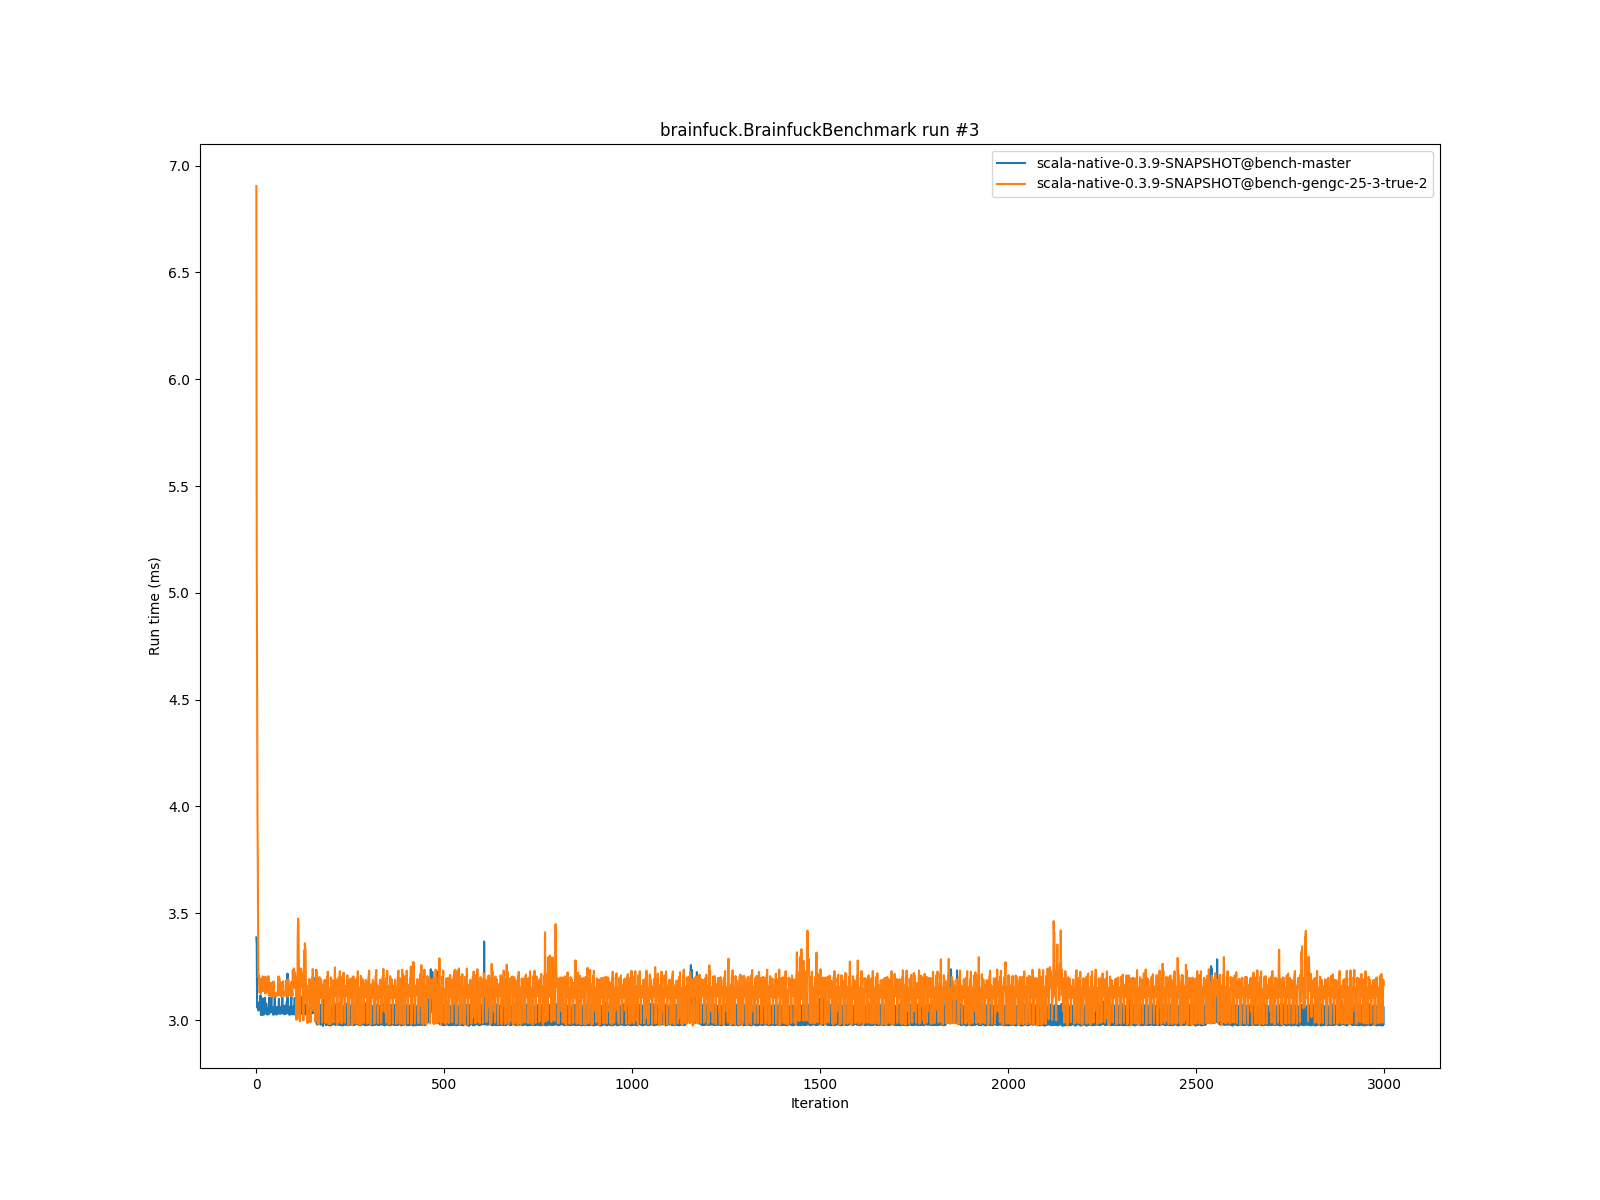 brainfuck.BrainfuckBenchmark run #3
scala-native-0.3.9-SNAPSHOT@bench-master
scala-native-0.3.9-SNAPSHOT@bench-gengc-25-3-true-2
7.0
6.5
6.0
5.5
5.0
4.5
4.0
3.5
3.0
Run time (ms)
0 500 1000 1500 2000 2500 3000
Iteration